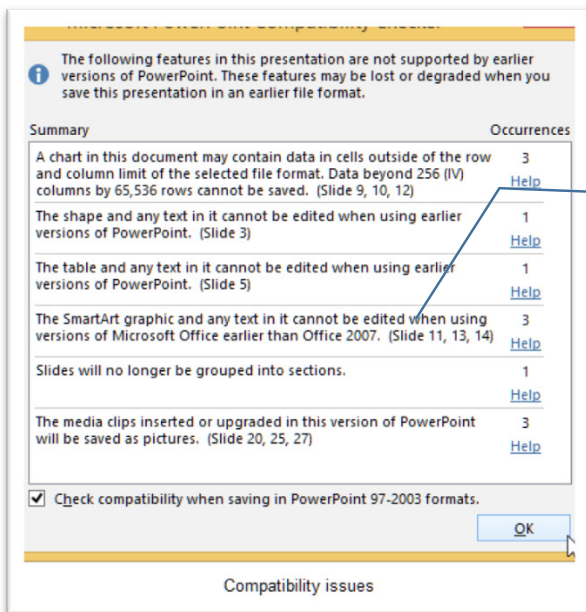 Microsoft PowerPoint Compatibility Checker
The following features in this presentation are not supported by earlier
versions of PowerPoint. These features may be lost or degraded when you
save this presentation in an earlier file format.
Summary Occurrences
A chart in this document may contain data in cells outside of the row 3
and column limit of the selected file format. Data beyond 256 (IV) Help
columns by 65,536 rows cannot be saved. (Slide 9, 10, 12)
The shape and any text in it cannot be edited when using earlier 1
versions of PowerPoint. (Slide 3) Help
The table and any text in it cannot be edited when using earlier 1
versions of PowerPoint. (Slide 5) Help
The SmartArt graphic and any text in it cannot be edited when using 3
versions of Microsoft Office earlier than Office 2007. (Slide 11, 13, 14) Help
Slides will no longer be grouped into sections. 1
Help
The media clips inserted or upgraded in this version of PowerPoint 3
will be saved as pictures. (Slide 20, 25, 27) Help
Check compatibility when saving in PowerPoint 97-2003 formats.
OK
Compatibility issues